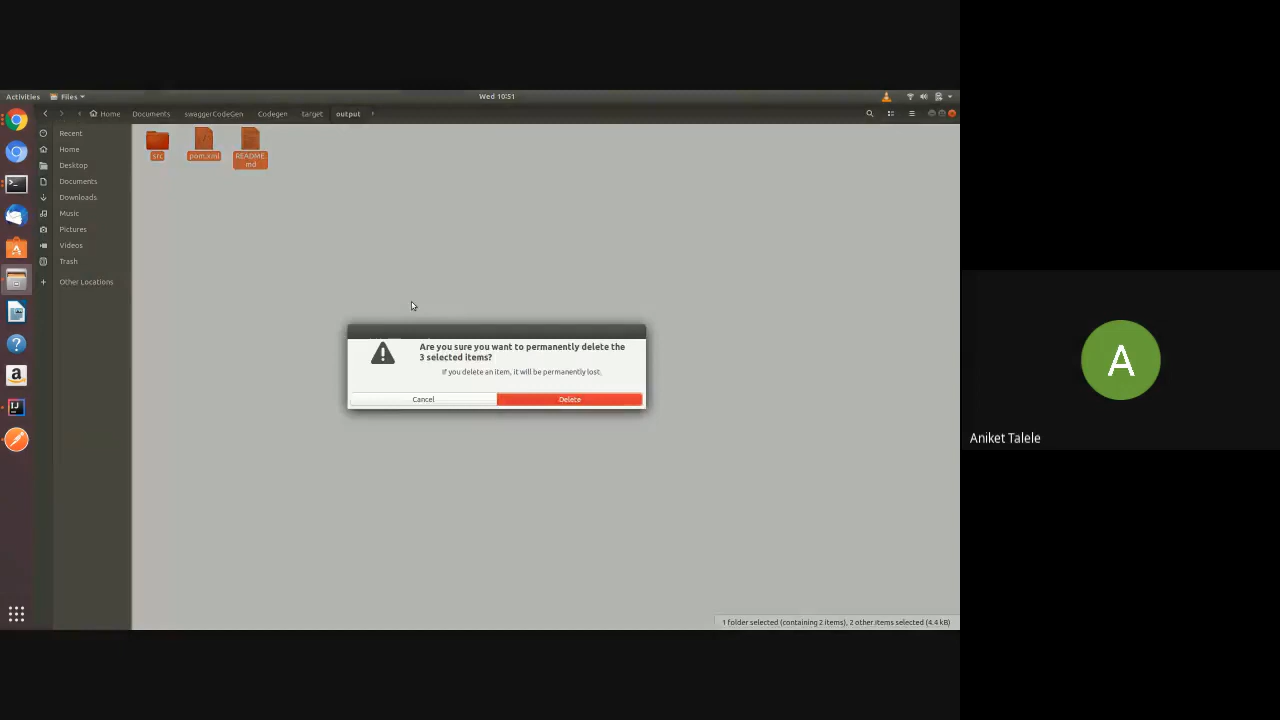 Activities Files Wed 10:51
Home Documents swaggerCodeGen Codegen target output
Recent
Home
Desktop
Documents
Downloads
Music
Pictures
Videos
Trash
Other Locations
src pom.xml README.
md
Are you sure you want to permanently delete the
3 selected items?
If you delete an item, it will be permanently lost.
Cancel Delete
1 folder selected (containing 2 items), 2 other items selected (4.4 kB)
A
Aniket Talele